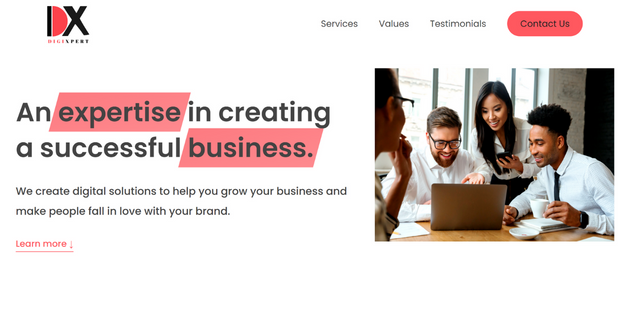 DX
DIGIXPERT
Services Values Testimonials Contact Us
An expertise in creating
a successful business.
We create digital solutions to help you grow your business and
make people fall in love with your brand.
Learn more ↓